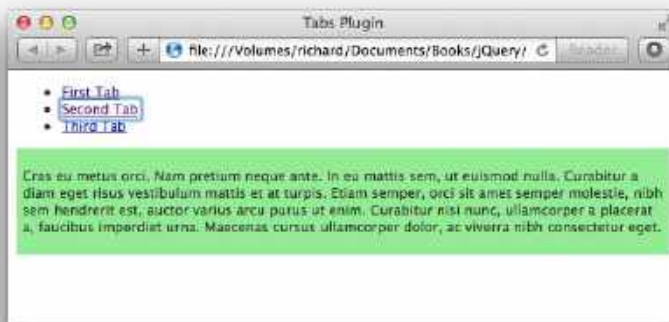 Tabs Plugin
file:///Volumes/richard/Documents/Books/jQuery/
Reader
First Tab
Second Tab
Third Tab
Cras eu metus orci. Nam pretium neque ante. In eu mattis sem, ut euismod nulla. Curabitur a
diam eget risus vestibulum mattis et at turpis. Etiam semper, orci sit amet semper molestie, nibh
sem hendrerit est, auctor varius arcu purus ut enim. Curabitur nisi nunc, ullamcorper a placerat
a, faucibus imperdiet urna. Maecenas cursus ullamcorper dolor, ac viverra nibh consectetur eget.